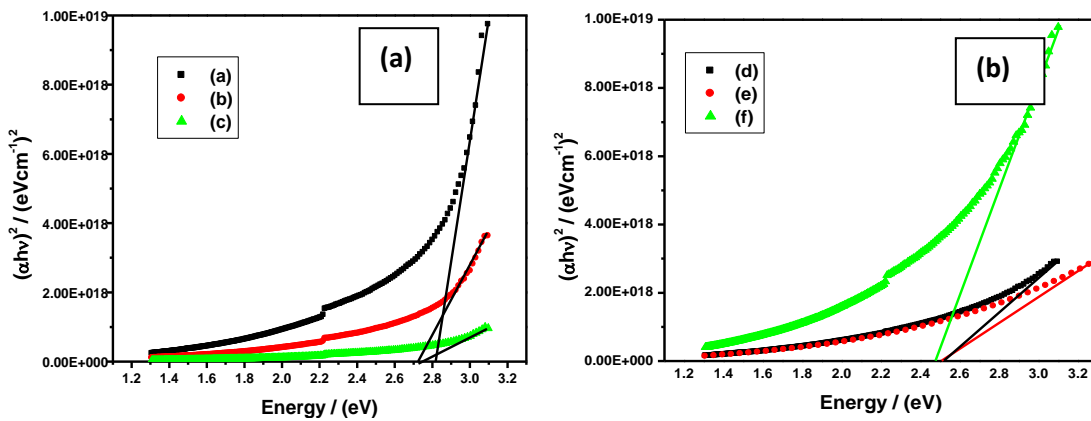 1.00E+019
8.00E+018
6.00E+018
4.00E+018
2.00E+018
0.00E+000
(αhν)² / (eVcm⁻¹)²
(a)
(b)
(c)
(a)
1.2 1.4 1.6 1.8 2.0 2.2 2.4 2.6 2.8 3.0 3.2
Energy / (eV)
1.00E+019
8.00E+018
6.00E+018
4.00E+018
2.00E+018
0.00E+000
(αhν)² / (eVcm⁻¹)²
(d)
(e)
(f)
(b)
1.2 1.4 1.6 1.8 2.0 2.2 2.4 2.6 2.8 3.0 3.2
Energy / (eV)